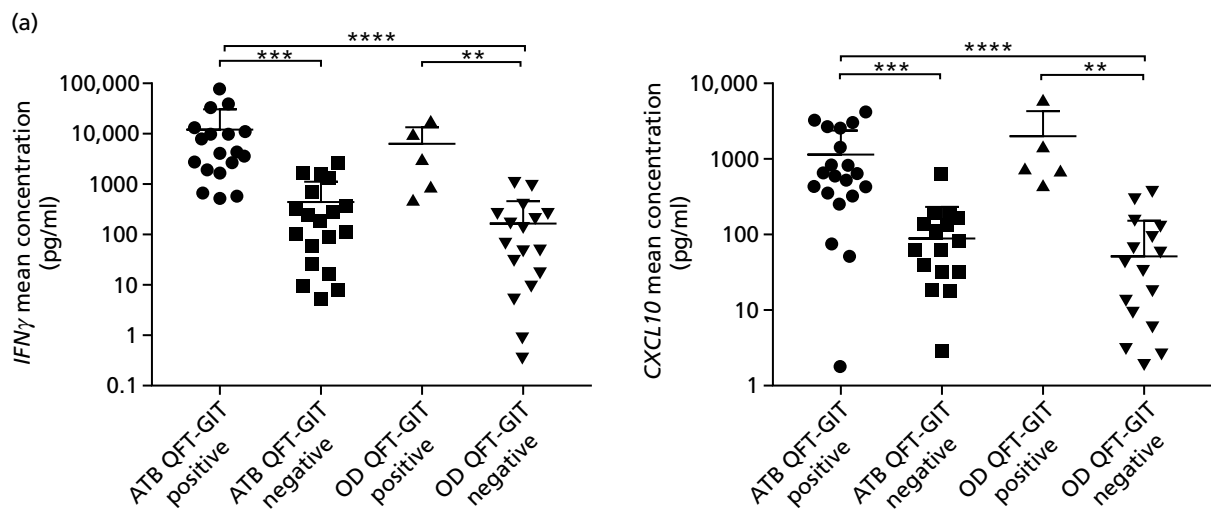 (a)
IFNγ mean concentration
(pg/ml)
100,000
10,000
1000
100
10
1
0.1
****
***
**
ATB QFT-GIT
positive
ATB QFT-GIT
negative
OD QFT-GIT
positive
OD QFT-GIT
negative
CXCL10 mean concentration
(pg/ml)
10,000
1000
100
10
1
****
***
**
ATB QFT-GIT
positive
ATB QFT-GIT
negative
OD QFT-GIT
positive
OD QFT-GIT
negative